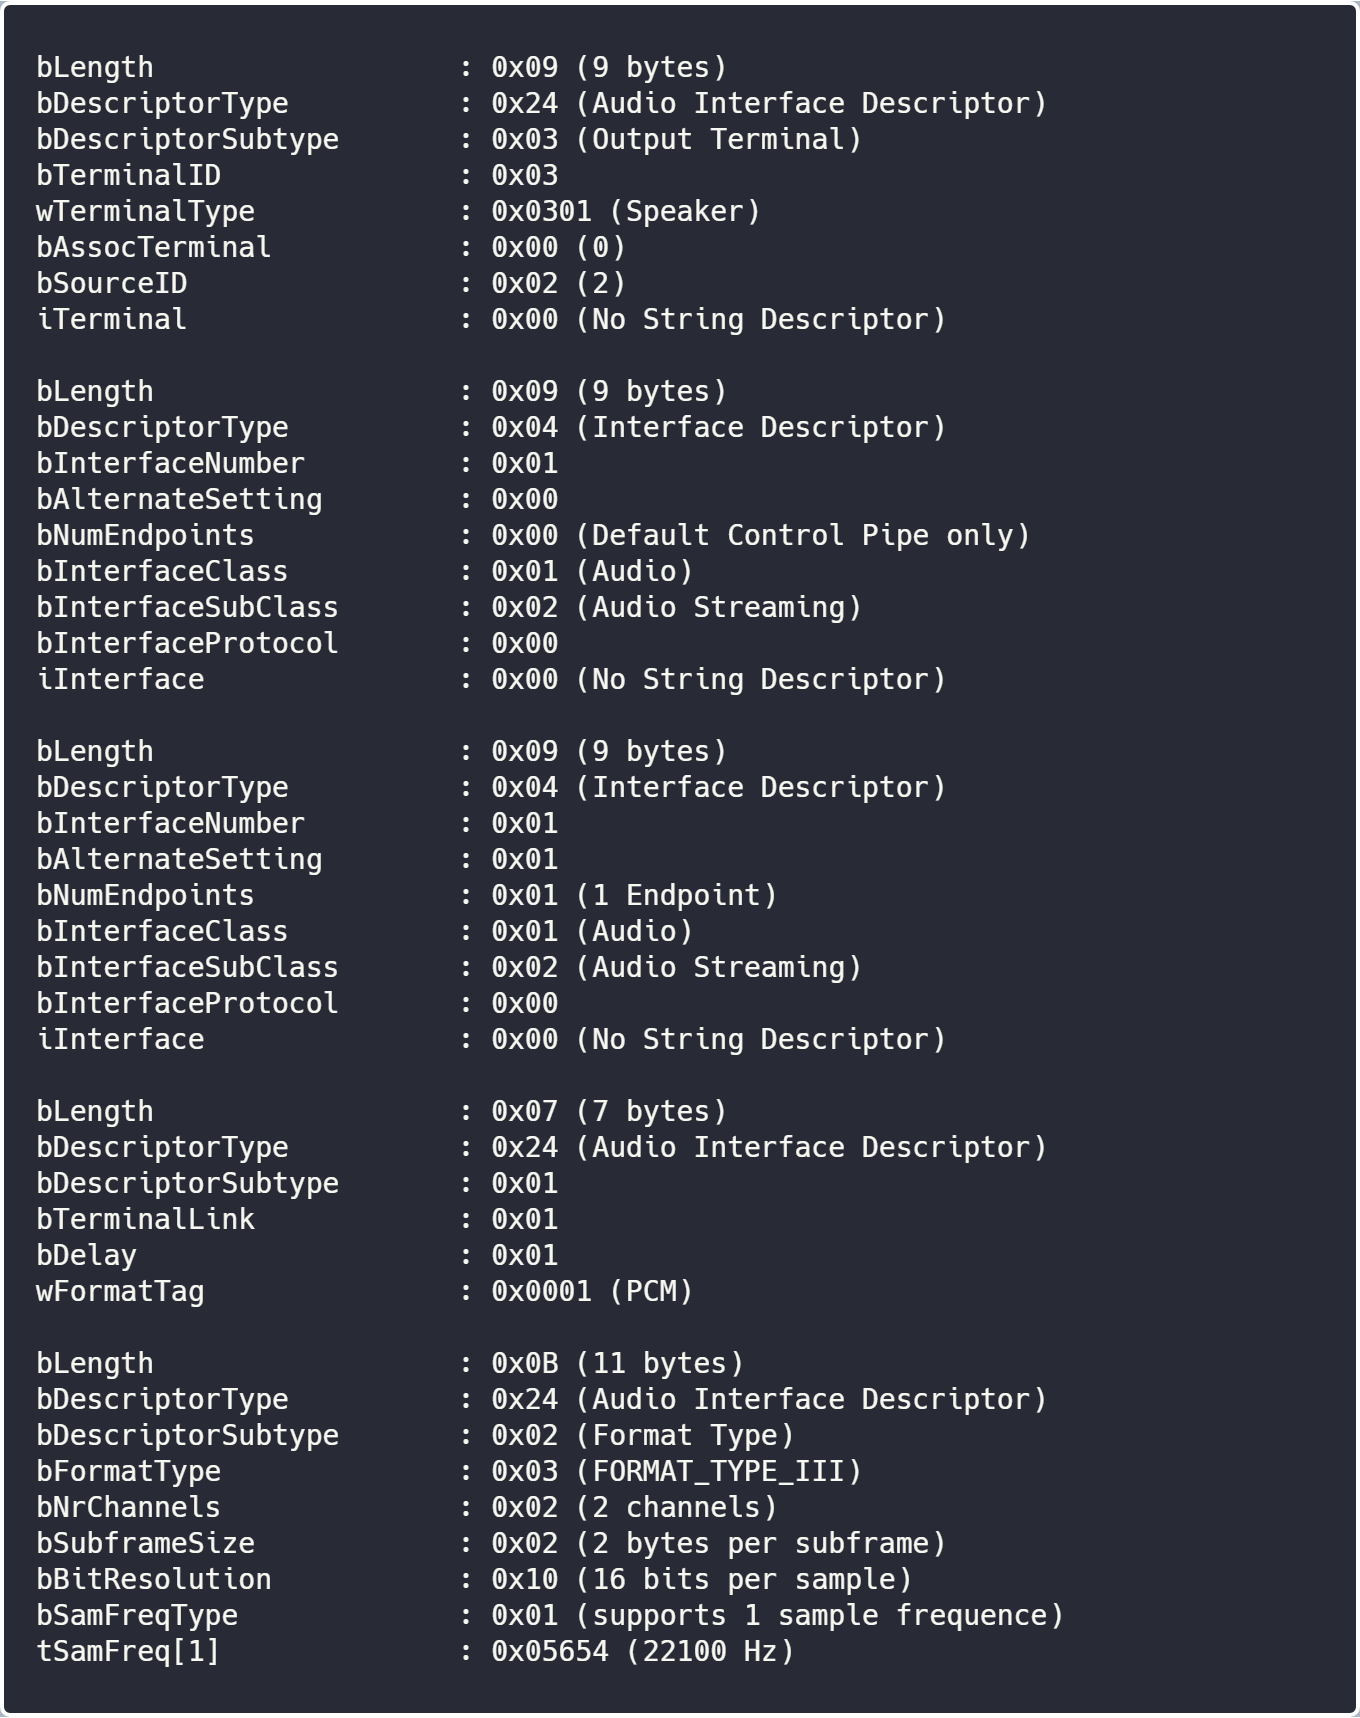 bLength : 0x09 (9 bytes)
bDescriptorType : 0x24 (Audio Interface Descriptor)
bDescriptorSubtype : 0x03 (Output Terminal)
bTerminalID : 0x03
wTerminalType : 0x0301 (Speaker)
bAssocTerminal : 0x00 (0)
bSourceID : 0x02 (2)
iTerminal : 0x00 (No String Descriptor)
bLength : 0x09 (9 bytes)
bDescriptorType : 0x04 (Interface Descriptor)
bInterfaceNumber : 0x01
bAlternateSetting : 0x00
bNumEndpoints : 0x00 (Default Control Pipe only)
bInterfaceClass : 0x01 (Audio)
bInterfaceSubClass : 0x02 (Audio Streaming)
bInterfaceProtocol : 0x00
iInterface : 0x00 (No String Descriptor)
bLength : 0x09 (9 bytes)
bDescriptorType : 0x04 (Interface Descriptor)
bInterfaceNumber : 0x01
bAlternateSetting : 0x01
bNumEndpoints : 0x01 (1 Endpoint)
bInterfaceClass : 0x01 (Audio)
bInterfaceSubClass : 0x02 (Audio Streaming)
bInterfaceProtocol : 0x00
iInterface : 0x00 (No String Descriptor)
bLength : 0x07 (7 bytes)
bDescriptorType : 0x24 (Audio Interface Descriptor)
bDescriptorSubtype : 0x01
bTerminalLink : 0x01
bDelay : 0x01
wFormatTag : 0x0001 (PCM)
bLength : 0x0B (11 bytes)
bDescriptorType : 0x24 (Audio Interface Descriptor)
bDescriptorSubtype : 0x02 (Format Type)
bFormatType : 0x03 (FORMAT_TYPE_III)
bNrChannels : 0x02 (2 channels)
bSubframeSize : 0x02 (2 bytes per subframe)
bBitResolution : 0x10 (16 bits per sample)
bSamFreqType : 0x01 (supports 1 sample frequence)
tSamFreq[1] : 0x05654 (22100 Hz)